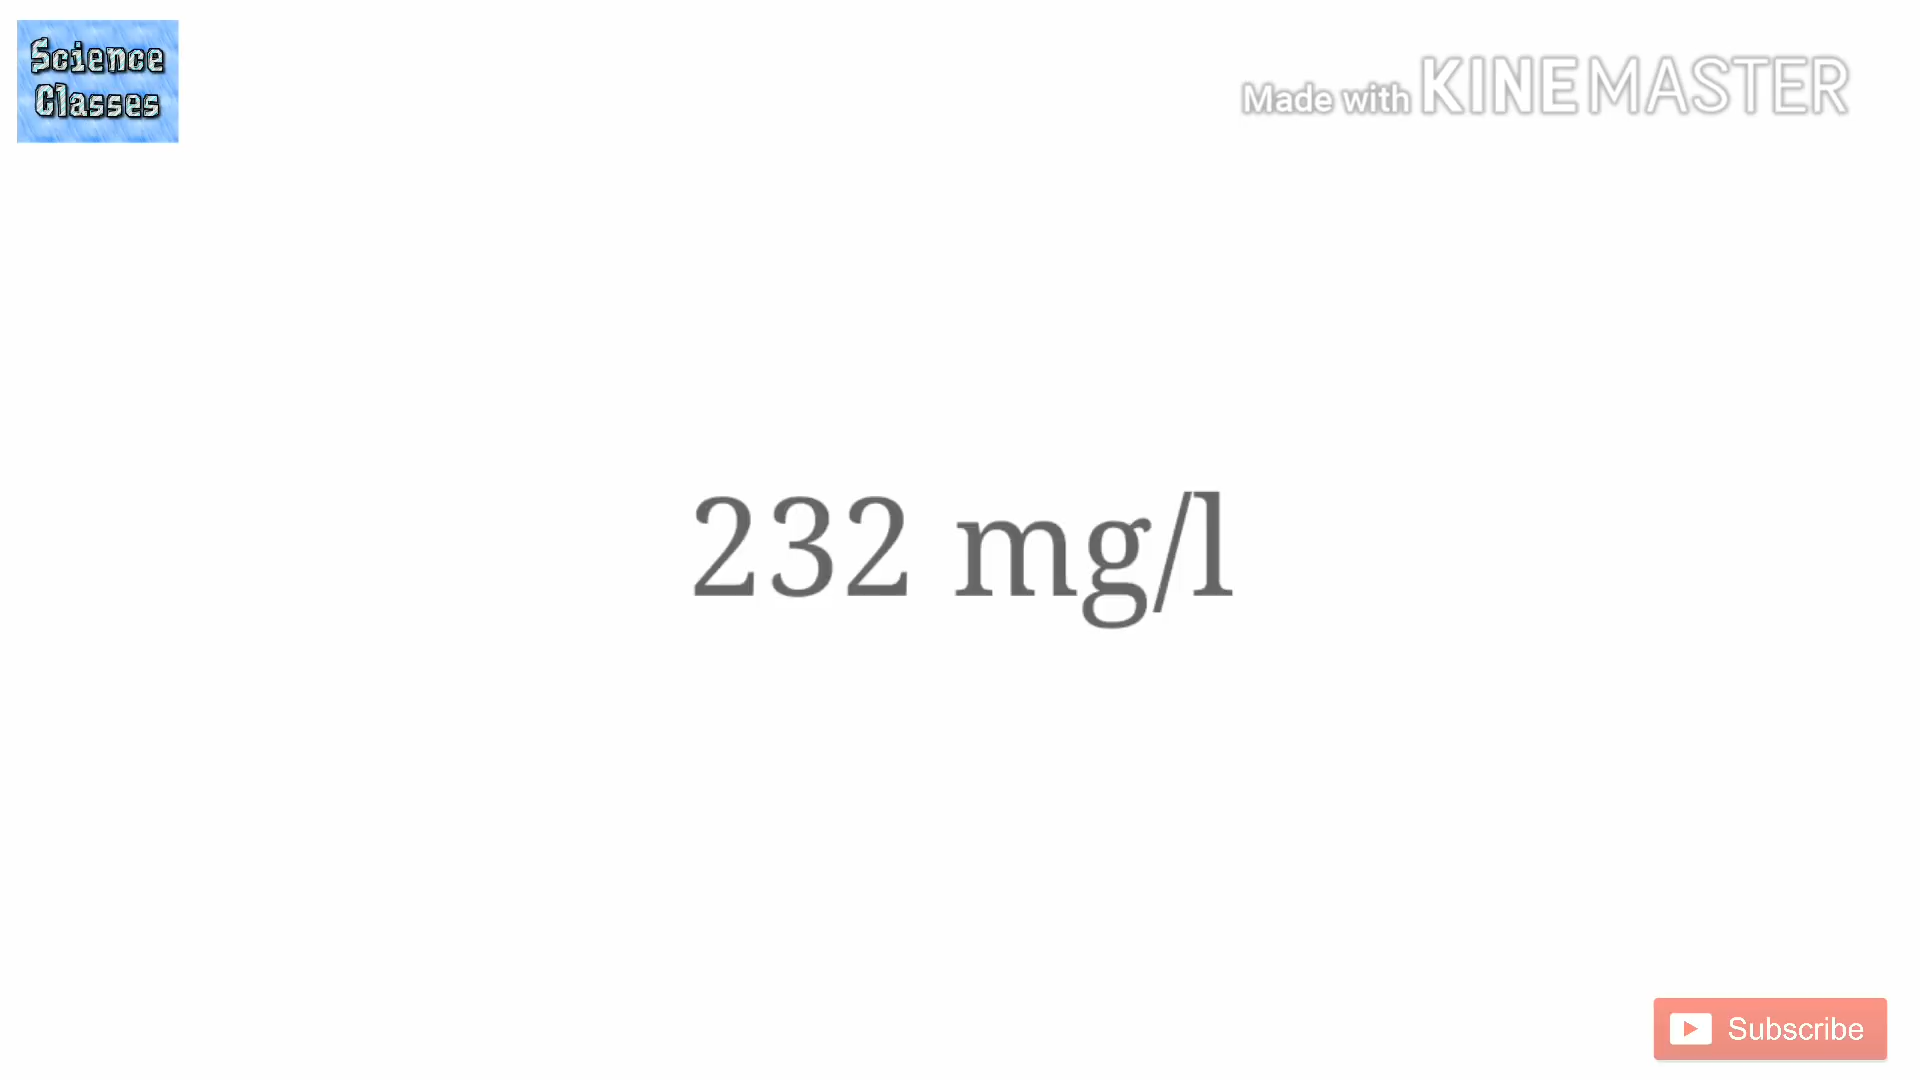 Science
Classes
Made with KINEMASTER
232 mg/l
Subscribe